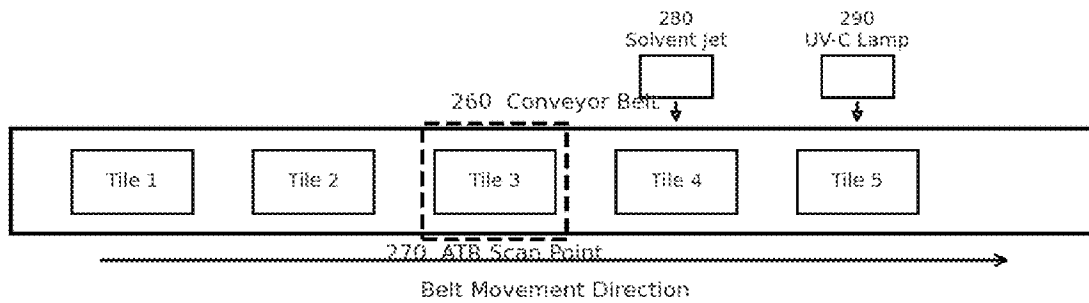 280
Solvent Jet
290
UV-C Lamp
260 Conveyor Belt
Tile 1
Tile 2
Tile 3
Tile 4
Tile 5
270 ATR Scan Point
Belt Movement Direction